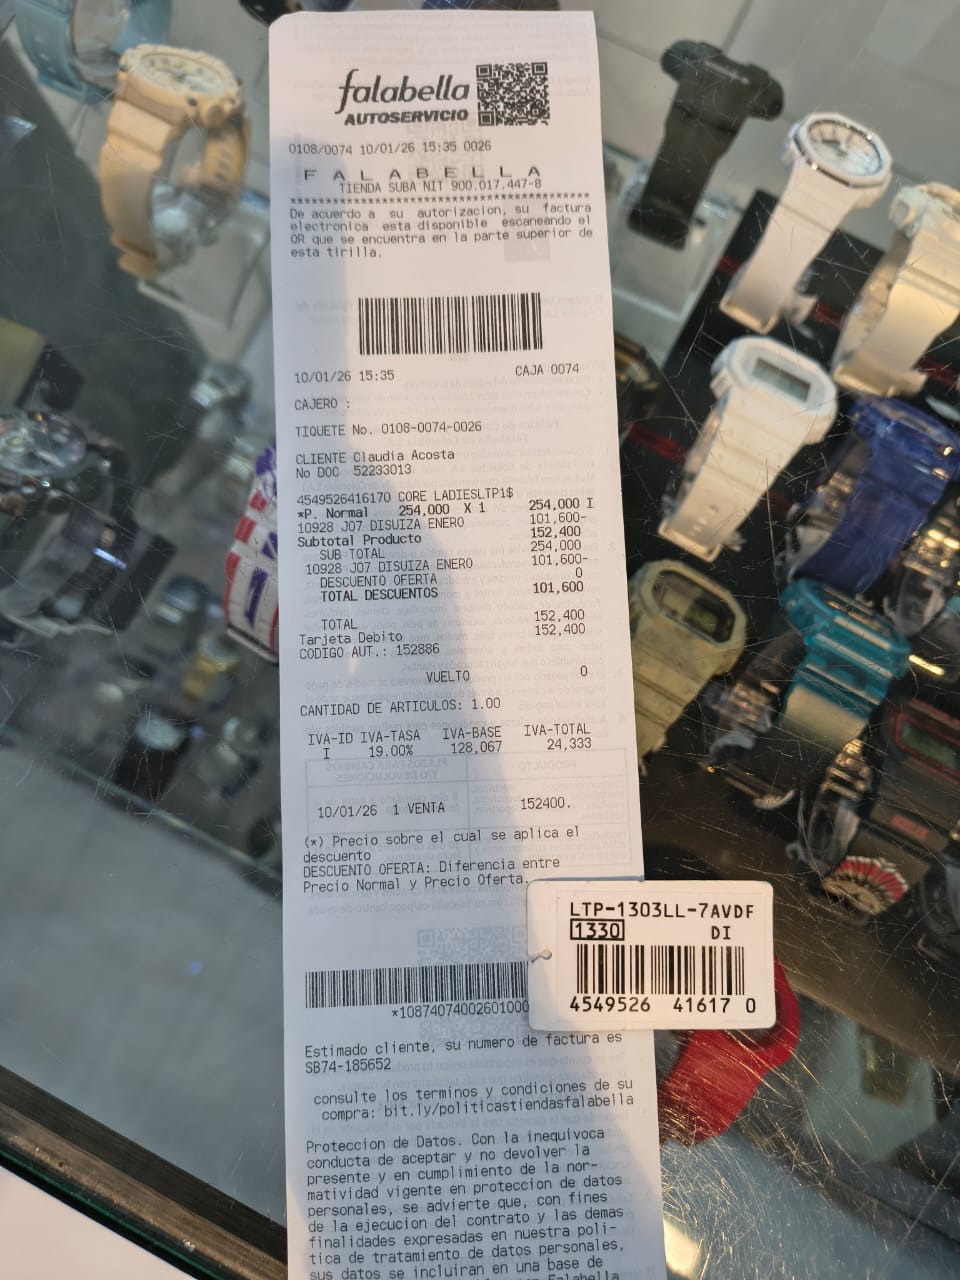 falabella
AUTOSERVICIO
0108/0074 10/01/26 15:35 0026
F A L A B E L L A
TIENDA SUBA NIT 900.017.447-8
******************************************
De acuerdo a su autorizacion, su factura
electronica esta disponible escaneando el
QR que se encuentra en la parte superior de
esta tirilla.
10/01/26 15:35 CAJA 0074
CAJERO :
TIQUETE No. 0108-0074-0026
CLIENTE Claudia Acosta
No DOC 52233013
4549526416170 CORE LADIESLTP1$
*P. Normal 254,000 X 1 254,000 I
10928 J07 DISUIZA ENERO 101,600-
Subtotal Producto 152,400
SUB TOTAL 254,000
10928 J07 DISUIZA ENERO 101,600-
DESCUENTO OFERTA 0
TOTAL DESCUENTOS 101,600
TOTAL 152,400
Tarjeta Debito 152,400
CODIGO AUT.: 152886
VUELTO 0
CANTIDAD DE ARTICULOS: 1.00
IVA-ID IVA-TASA IVA-BASE IVA-TOTAL
I 19.00% 128,067 24,333
10/01/26 1 VENTA 152400.
(*) Precio sobre el cual se aplica el
descuento
DESCUENTO OFERTA: Diferencia entre
Precio Normal y Precio Oferta.
LTP-1303LL-7AVDF
1330 DI
4549526 41617 0
*10874074002601000
Estimado cliente, su numero de factura es
SB74-185652
consulte los terminos y condiciones de su
compra: bit.ly/politicastiendasfalabella
Proteccion de Datos. Con la inequivoca
conducta de aceptar y no devolver la
presente y en cumplimiento de la nor-
matividad vigente en proteccion de datos
personales, se advierte que, con fines
de la ejecucion del contrato y las demas
finalidades expresadas en nuestra poli-
tica de tratamiento de datos personales,
sus datos se incluiran en una base de
Falabella